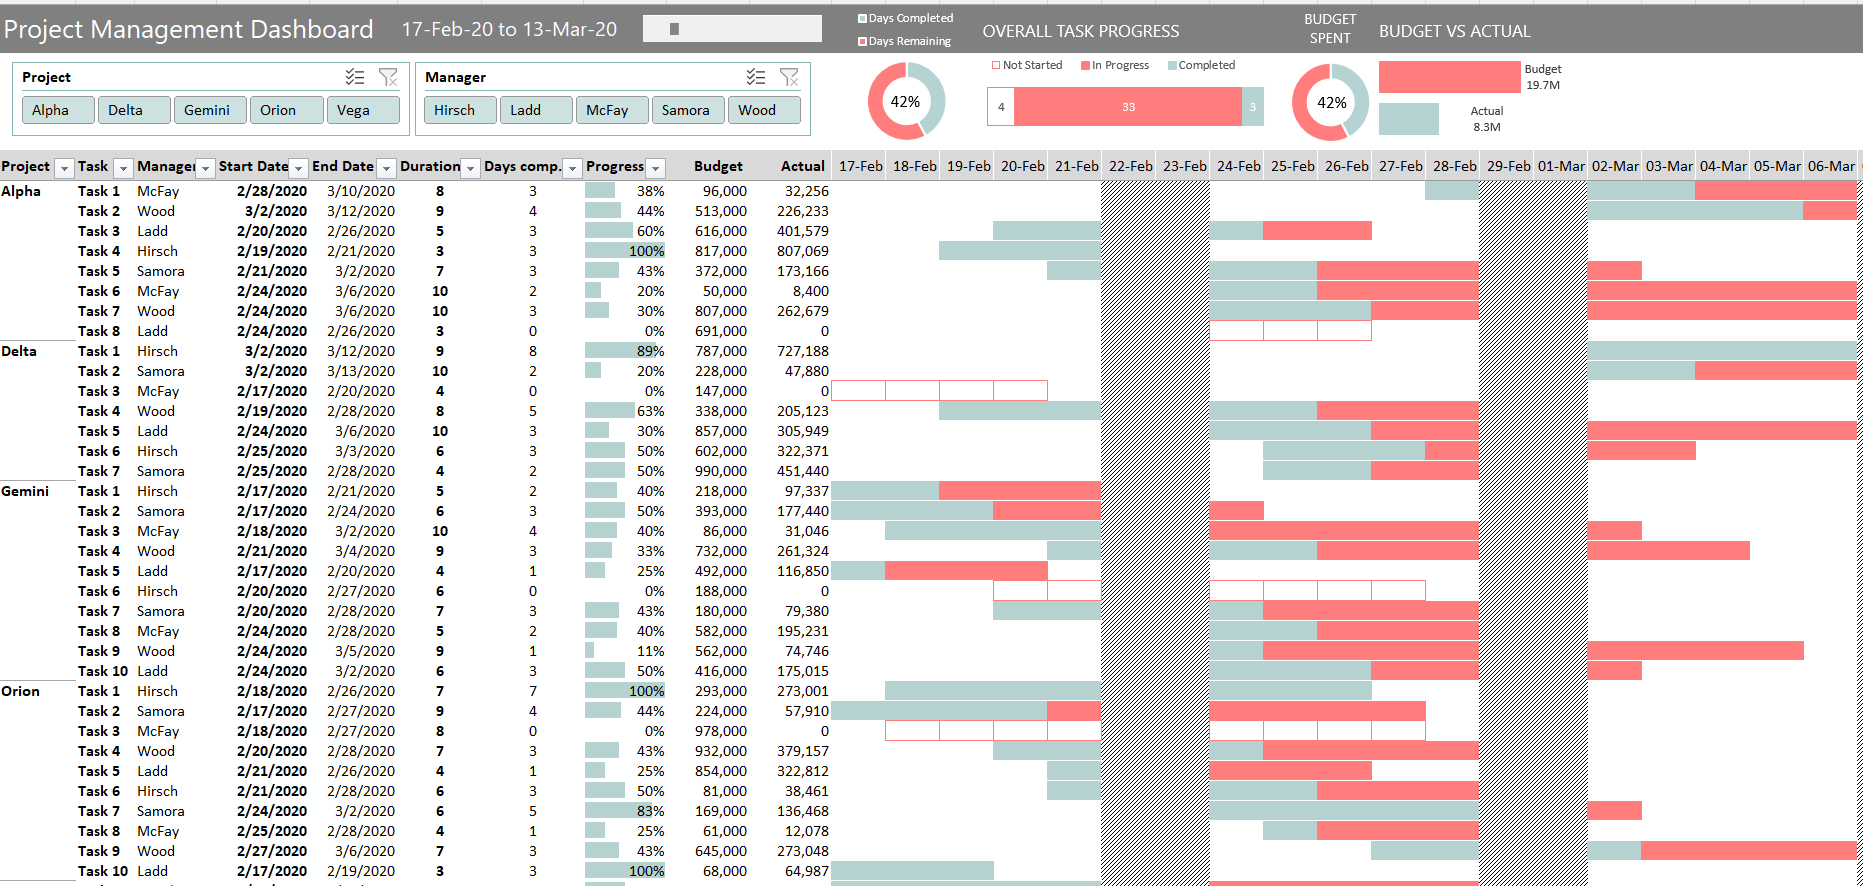 Project Management Dashboard 17-Feb-20 to 13-Mar-20
Days Completed
Days Remaining
42%
OVERALL TASK PROGRESS
Not Started In Progress Completed
4 33 3
BUDGET
SPENT
42%
BUDGET VS ACTUAL
Budget
19.7M
Actual
8.3M
Project
Alpha Delta Gemini Orion Vega
Manager
Hirsch Ladd McFay Samora Wood
Project Task Manager Start Date End Date Duration Days comp. Progress Budget Actual 17-Feb 18-Feb 19-Feb 20-Feb 21-Feb 22-Feb 23-Feb 24-Feb 25-Feb 26-Feb 27-Feb 28-Feb 29-Feb 01-Mar 02-Mar 03-Mar 04-Mar 05-Mar 06-Mar
Alpha Task 1 McFay 2/28/2020 3/10/2020 8 3 38% 96,000 32,256
Task 2 Wood 3/2/2020 3/12/2020 9 4 44% 513,000 226,233
Task 3 Ladd 2/20/2020 2/26/2020 5 3 60% 616,000 401,579
Task 4 Hirsch 2/19/2020 2/21/2020 3 3 100% 817,000 807,069
Task 5 Samora 2/21/2020 3/2/2020 7 3 43% 372,000 173,166
Task 6 McFay 2/24/2020 3/6/2020 10 2 20% 50,000 8,400
Task 7 Wood 2/24/2020 3/6/2020 10 3 30% 807,000 262,679
Task 8 Ladd 2/24/2020 2/26/2020 3 0 0% 691,000 0
Delta Task 1 Hirsch 3/2/2020 3/12/2020 9 8 89% 787,000 727,188
Task 2 Samora 3/2/2020 3/13/2020 10 2 20% 228,000 47,880
Task 3 McFay 2/17/2020 2/20/2020 4 0 0% 147,000 0
Task 4 Wood 2/19/2020 2/28/2020 8 5 63% 338,000 205,123
Task 5 Ladd 2/24/2020 3/6/2020 10 3 30% 857,000 305,949
Task 6 Hirsch 2/25/2020 3/3/2020 6 3 50% 602,000 322,371
Task 7 Samora 2/25/2020 2/28/2020 4 2 50% 990,000 451,440
Gemini Task 1 Hirsch 2/17/2020 2/21/2020 5 2 40% 218,000 97,337
Task 2 Samora 2/17/2020 2/24/2020 6 3 50% 393,000 177,440
Task 3 McFay 2/18/2020 3/2/2020 10 4 40% 86,000 31,046
Task 4 Wood 2/21/2020 3/4/2020 9 3 33% 732,000 261,324
Task 5 Ladd 2/17/2020 2/20/2020 4 1 25% 492,000 116,850
Task 6 Hirsch 2/20/2020 2/27/2020 6 0 0% 188,000 0
Task 7 Samora 2/20/2020 2/28/2020 7 3 43% 180,000 79,380
Task 8 McFay 2/24/2020 2/28/2020 5 2 40% 582,000 195,231
Task 9 Wood 2/24/2020 3/5/2020 9 1 11% 562,000 74,746
Task 10 Ladd 2/24/2020 3/2/2020 6 3 50% 416,000 175,015
Orion Task 1 Hirsch 2/18/2020 2/26/2020 7 7 100% 293,000 273,001
Task 2 Samora 2/17/2020 2/27/2020 9 4 44% 224,000 57,910
Task 3 McFay 2/18/2020 2/27/2020 8 0 0% 978,000 0
Task 4 Wood 2/20/2020 2/28/2020 7 3 43% 932,000 379,157
Task 5 Ladd 2/21/2020 2/26/2020 4 1 25% 854,000 322,812
Task 6 Hirsch 2/21/2020 2/28/2020 6 3 50% 81,000 38,461
Task 7 Samora 2/24/2020 3/2/2020 6 5 83% 169,000 136,468
Task 8 McFay 2/25/2020 2/28/2020 4 1 25% 61,000 12,078
Task 9 Wood 2/27/2020 3/6/2020 7 3 43% 645,000 273,048
Task 10 Ladd 2/17/2020 2/19/2020 3 3 100% 68,000 64,987